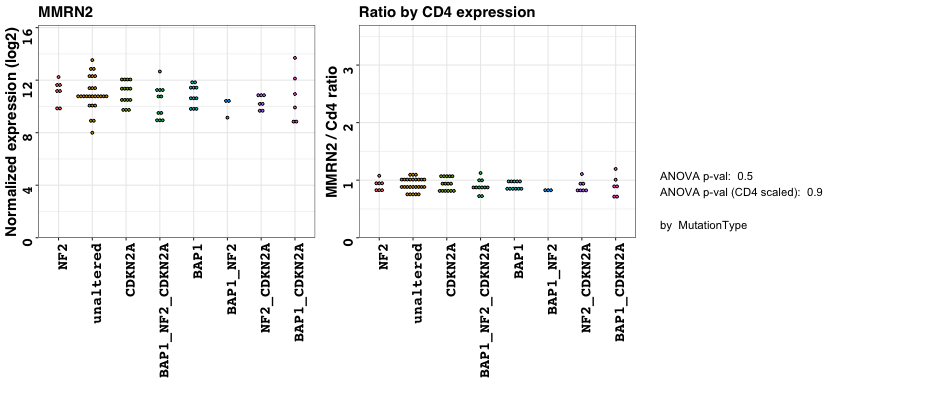 MMRN2
Normalized expression (log2)
16
12
8
4
0
NF2
unaltered
CDKN2A
BAP1_NF2_CDKN2A
BAP1
BAP1_NF2
NF2_CDKN2A
BAP1_CDKN2A
Ratio by CD4 expression
MMRN2 / Cd4 ratio
3
2
1
0
NF2
unaltered
CDKN2A
BAP1_NF2_CDKN2A
BAP1
BAP1_NF2
NF2_CDKN2A
BAP1_CDKN2A
ANOVA p-val: 0.5
ANOVA p-val (CD4 scaled): 0.9
by MutationType